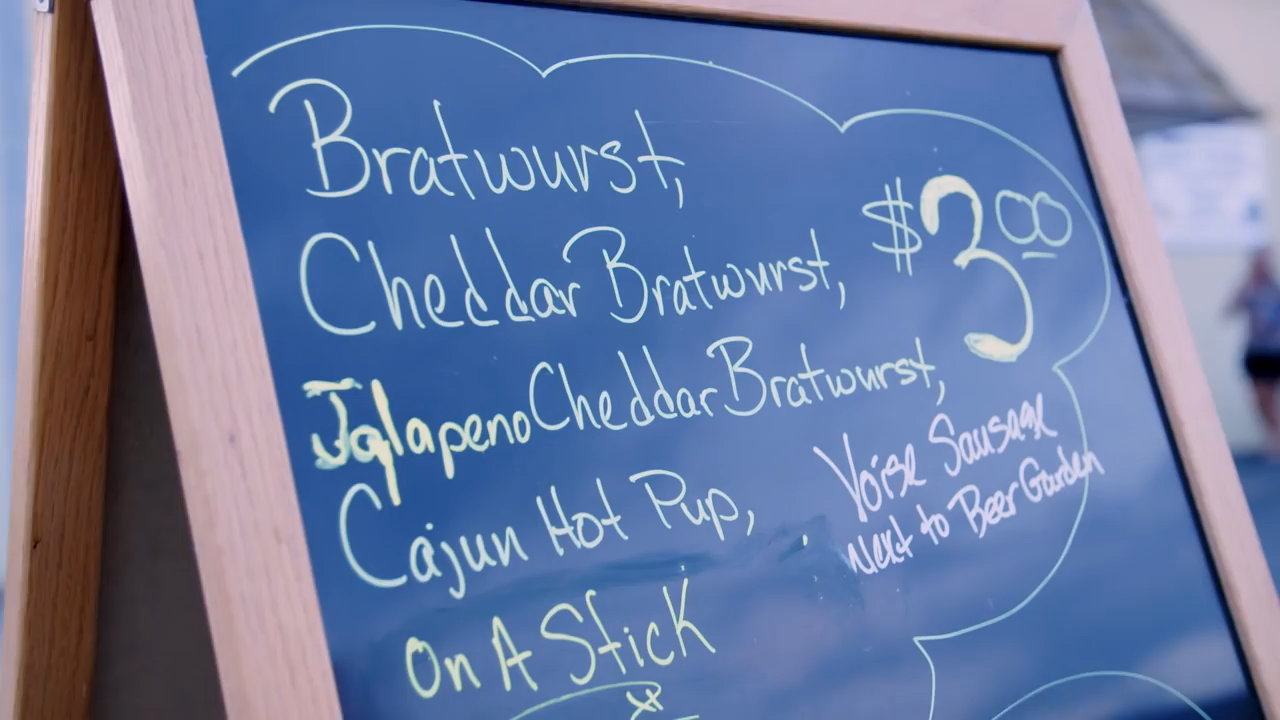 Bratwurst,
Cheddar Bratwurst,
$3.00
Jalapeno Cheddar Bratwurst,
Cajun Hot Pup,
On A Stick
Voise Sausage
Next to Beer Garden